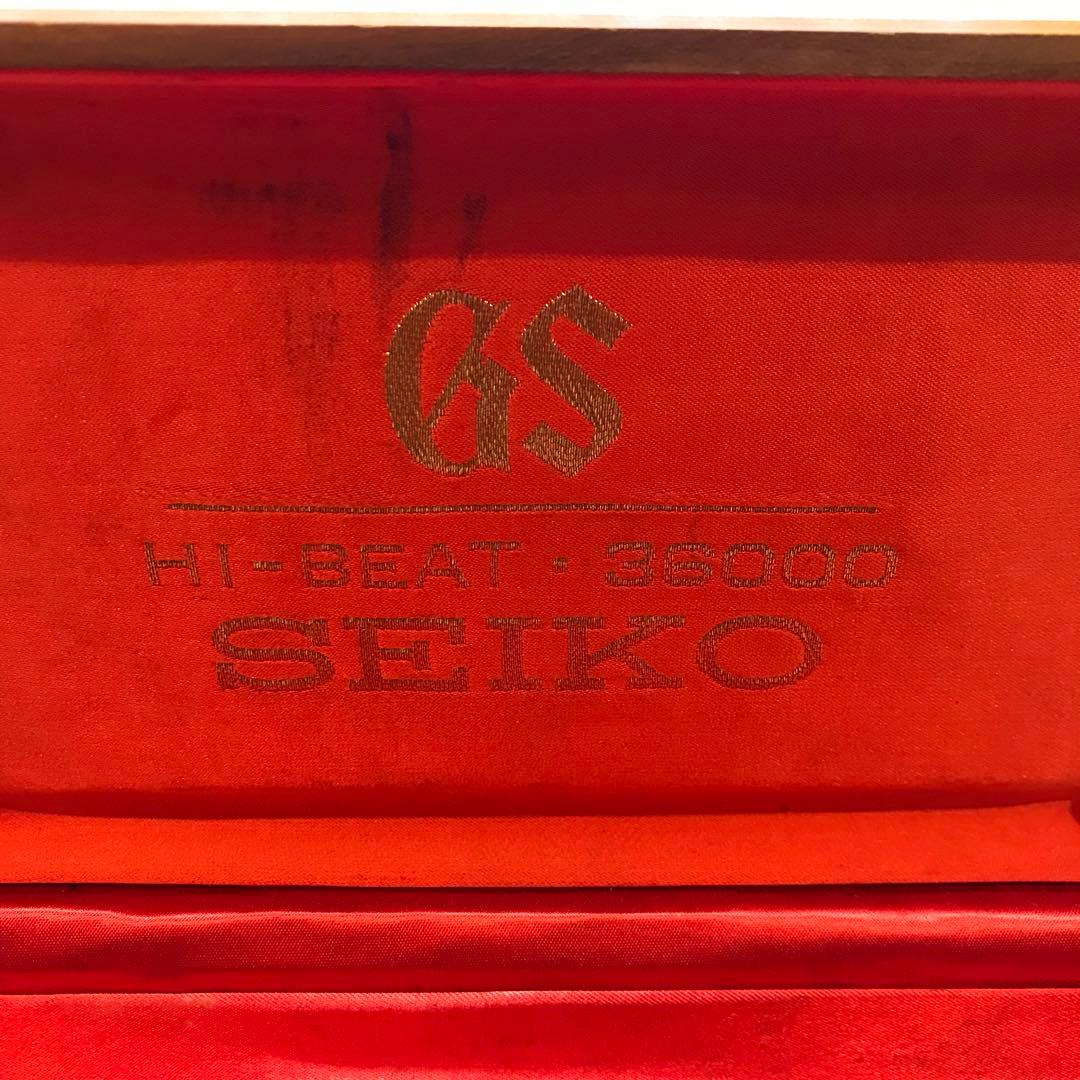 GS
HI-BEAT · 36000
SEIKO